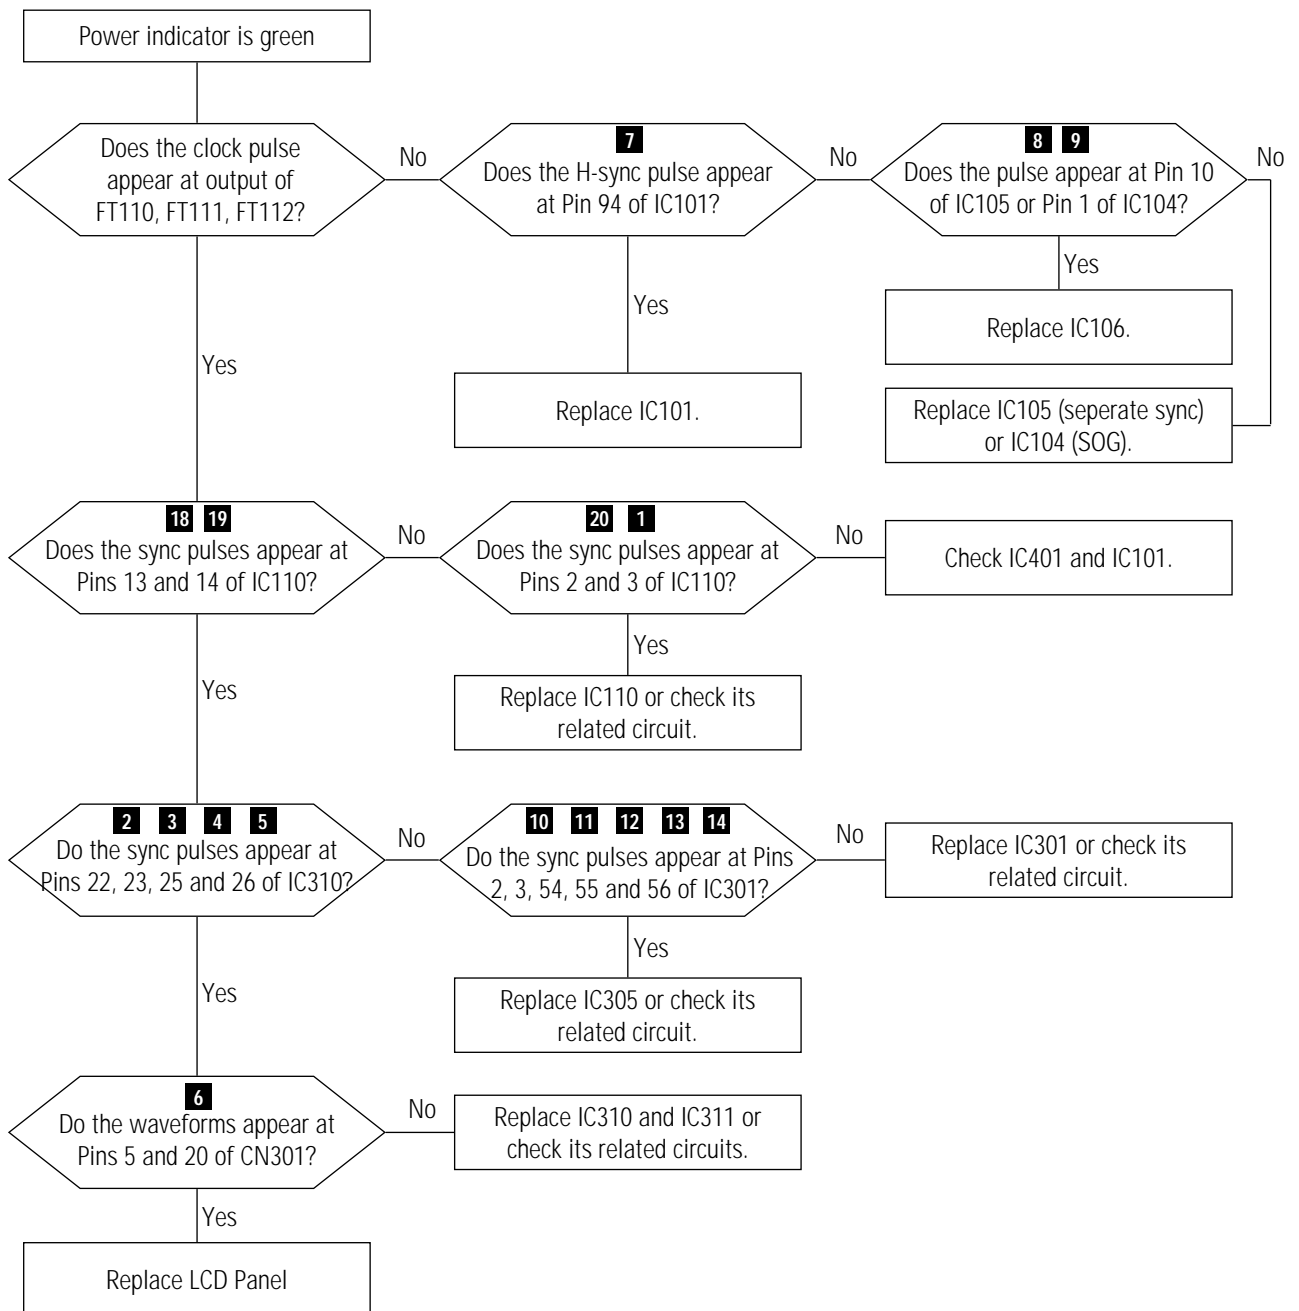 Power indicator is green
Does the clock pulse
appear at output of
FT110, FT111, FT112?
No
7
Does the H-sync pulse appear
at Pin 94 of IC101?
No
8 9
Does the pulse appear at Pin 10
of IC105 or Pin 1 of IC104?
No
Yes
Replace IC106.
Yes
Replace IC101.
Replace IC105 (seperate sync)
or IC104 (SOG).
Yes
18 19
Does the sync pulses appear at
Pins 13 and 14 of IC110?
No
20 1
Does the sync pulses appear at
Pins 2 and 3 of IC110?
No
Check IC401 and IC101.
Yes
Replace IC110 or check its
related circuit.
Yes
2 3 4 5
Do the sync pulses appear at
Pins 22, 23, 25 and 26 of IC310?
No
10 11 12 13 14
Do the sync pulses appear at Pins
2, 3, 54, 55 and 56 of IC301?
No
Replace IC301 or check its
related circuit.
Yes
Replace IC305 or check its
related circuit.
Yes
6
Do the waveforms appear at
Pins 5 and 20 of CN301?
No
Replace IC310 and IC311 or
check its related circuits.
Yes
Replace LCD Panel